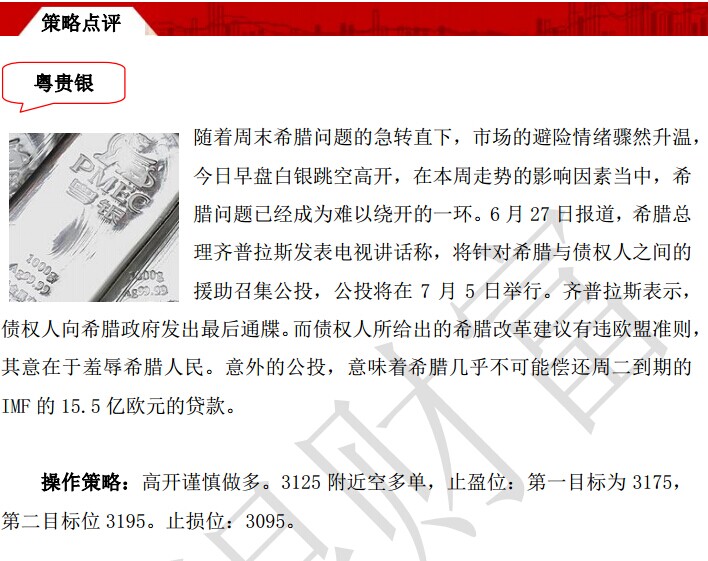 策略点评
粤贵银
随着周末希腊问题的急转直下，市场的避险情绪骤然升温，
今日早盘白银跳空高开，在本周走势的影响因素当中，希
腊问题已经成为难以绕开的一环。6 月 27 日报道，希腊总
理齐普拉斯发表电视讲话称，将针对希腊与债权人之间的
援助召集公投，公投将在 7 月 5 日举行。齐普拉斯表示，
债权人向希腊政府发出最后通牒。而债权人所给出的希腊改革建议有违欧盟准则，
其意在于羞辱希腊人民。意外的公投，意味着希腊几乎不可能偿还周二到期的
IMF 的 15.5 亿欧元的贷款。
操作策略：高开谨慎做多。3125 附近空多单，止盈位：第一目标为 3175，
第二目标位 3195。止损位：3095。
PMEC
粤银
1000g
Ag99.99
1000g
Ag99.99
财富